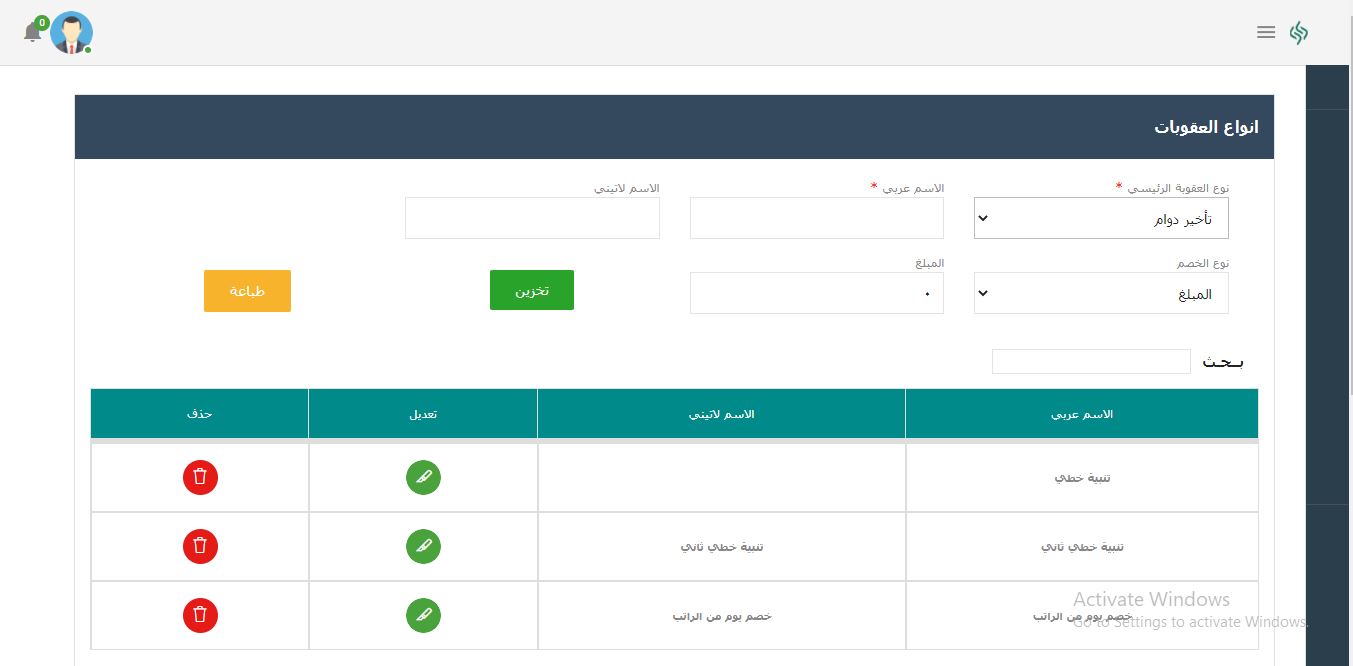 0
انواع العقوبات
نوع العقوبة الرئيسي * الاسم عربي * الاسم لاتيني
تأخير دوام
نوع الخصم المبلغ
المبلغ ٠ تخزين طباعة
بــحـث
الاسم عربي الاسم لاتيني تعديل حذف
تنبية خطي
تنبية خطي ثاني تنبية خطي ثاني
خصم يوم من الراتب خصم يوم من الراتب
Activate Windows
Go to Settings to activate Windows.